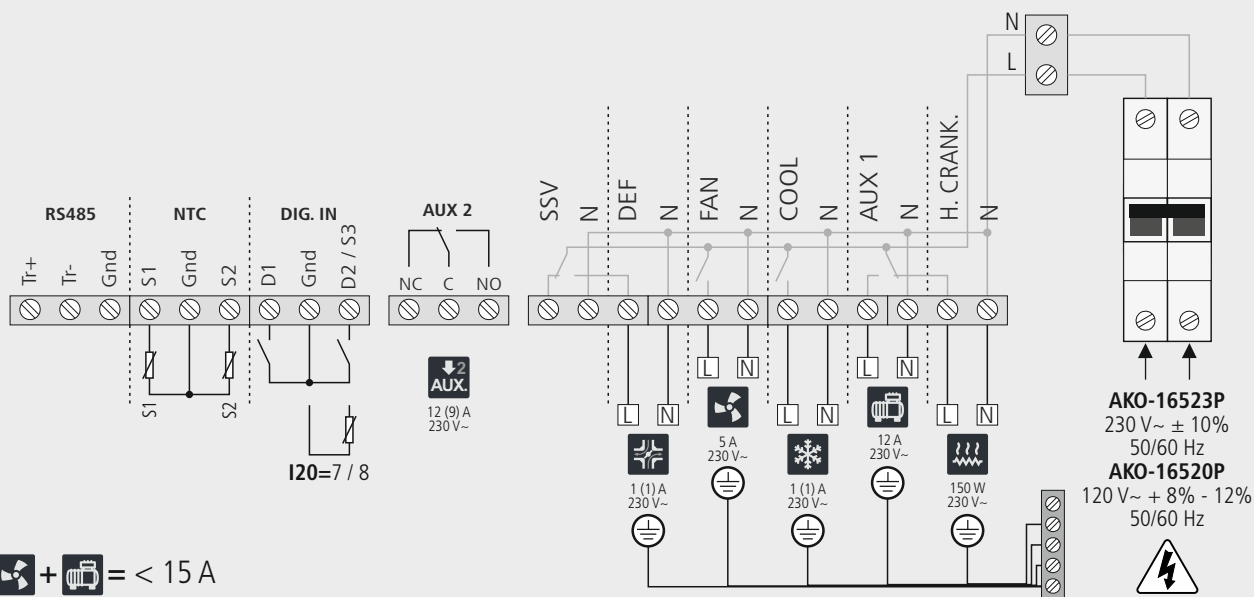 N
L
RS485
NTC
DIG. IN
AUX 2
Tr+
Tr-
Gnd
S1
Gnd
S2
D1
Gnd
D2 / S3
NC C NO
SSV
N
DEF
N
FAN
N
COOL
N
AUX 1
N
H. CRANK.
N
S1
S2
I20=7 / 8
2
AUX.
12 (9) A
230 V~
L N
1 (1) A
230 V~
L N
5 A
230 V~
L N
1 (1) A
230 V~
L N
12 A
230 V~
L N
150 W
230 V~
AKO-16523P
230 V~ ± 10%
50/60 Hz
AKO-16520P
120 V~ + 8% - 12%
50/60 Hz
+ = < 15 A